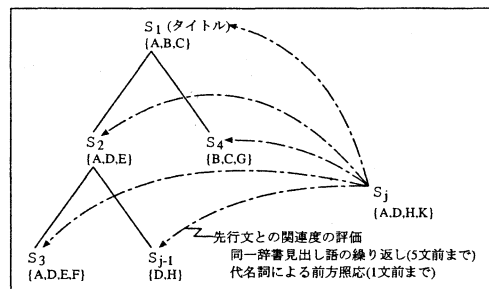 S1 (タイトル)
{A,B,C}
S2
{A,D,E}
S4
{B,C,G}
Sj
{A,D,H,K}
S3
{A,D,E,F}
Sj-1
{D,H}
先行文との関連度の評価
同一辞書見出し語の繰り返し(5文前まで)
代名詞による前方照応(1文前まで)